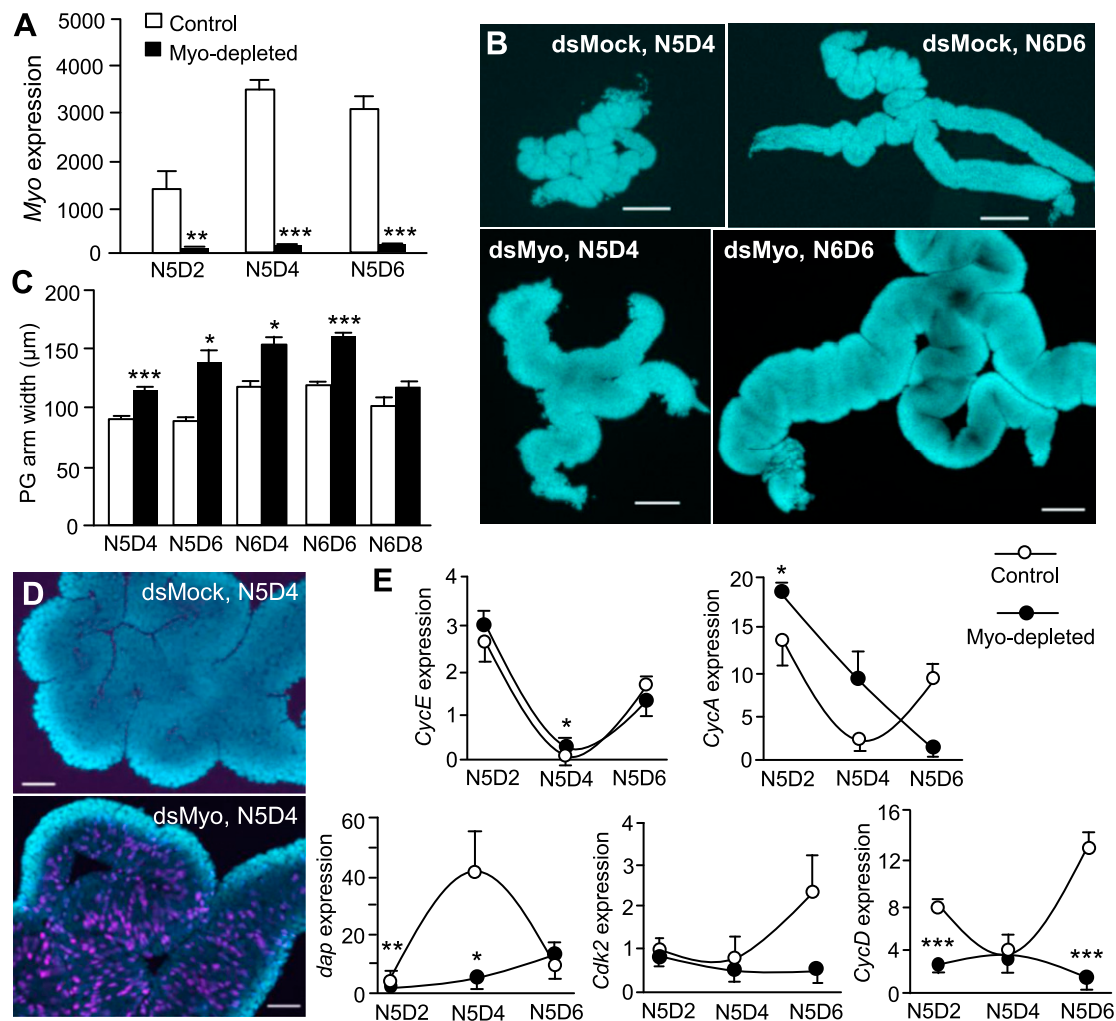 A
Control
Myo-depleted
Myo expression
5000
4000
3000
2000
1000
0
** *** ***
N5D2 N5D4 N5D6
B
dsMock, N5D4
dsMock, N6D6
dsMyo, N5D4
dsMyo, N6D6
C
PG arm width (µm)
200
150
100
50
0
*** * * ***
N5D4 N5D6 N6D4 N6D6 N6D8
D
dsMock, N5D4
dsMyo, N5D4
E
Control
Myo-depleted
CycE expression
4
3
2
1
0
*
N5D2 N5D4 N5D6
CycA expression
20
15
10
5
0
*
N5D2 N5D4 N5D6
dap expression
60
40
20
0
** *
N5D2 N5D4 N5D6
Cdk2 expression
4
3
2
1
0
N5D2 N5D4 N5D6
CycD expression
16
12
8
4
0
*** ***
N5D2 N5D4 N5D6